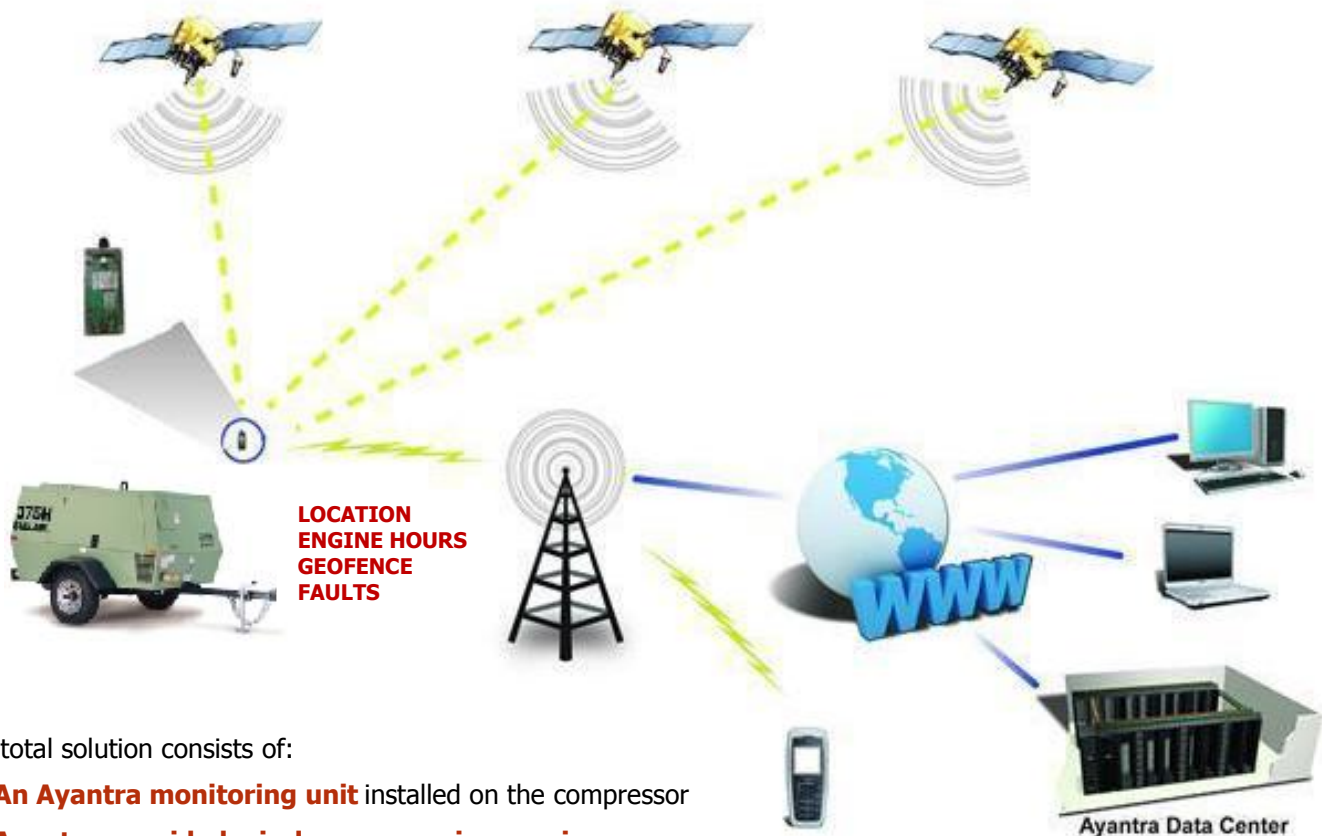 LOCATION
ENGINE HOURS
GEOFENCE
FAULTS
WWW
total solution consists of:
An Ayantra monitoring unit installed on the compressor
Ayantra Data Center